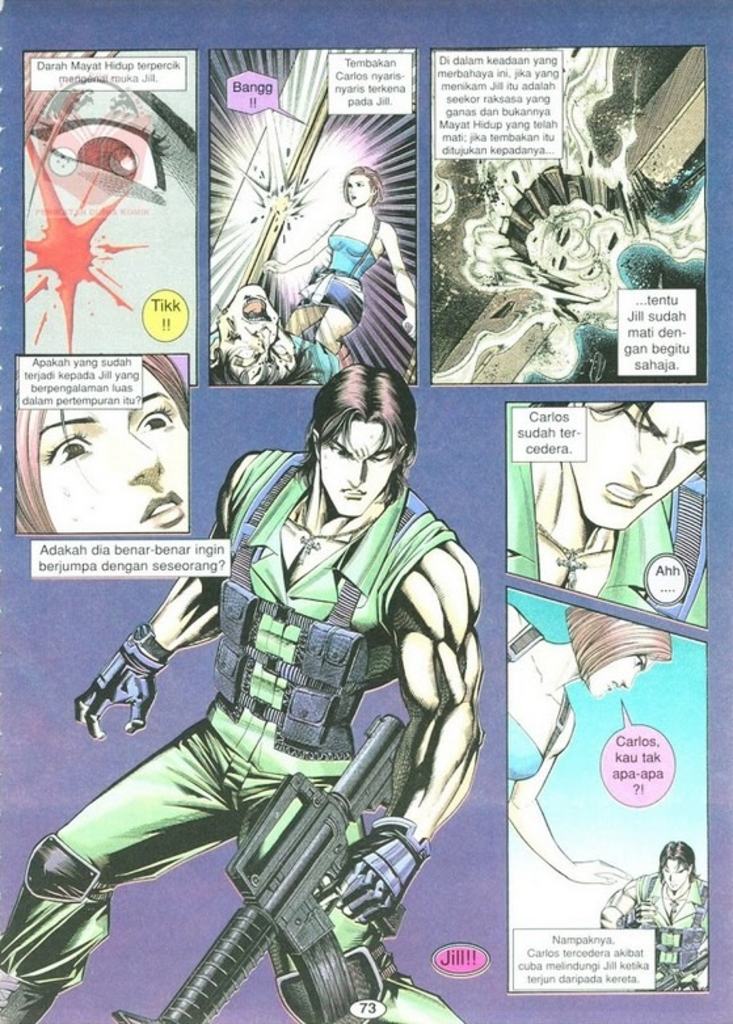 Darah Mayat Hidup terpercik
mengenai muka Jill.
Tikk
!!
Bangg
!!
Tembakan
Carlos nyaris-
nyaris terkena
pada Jill.
Di dalam keadaan yang
merbahaya ini, jika yang
menikam Jill itu adalah
seekor raksasa yang
ganas dan bukannya
Mayat Hidup yang telah
mati; jika tembakan itu
ditujukan kepadanya...
...tentu
Jill sudah
mati den-
gan begitu
sahaja.
Apakah yang sudah
terjadi kepada Jill yang
berpengalaman luas
dalam pertempuran itu?
Adakah dia benar-benar ingin
berjumpa dengan seseorang?
Jill!!
Carlos
sudah ter-
cedera.
Ahh
....
Carlos,
kau tak
apa-apa
?!
Nampaknya,
Carlos tercedera akibat
cuba melindungi Jill ketika
terjun daripada kereta.
73